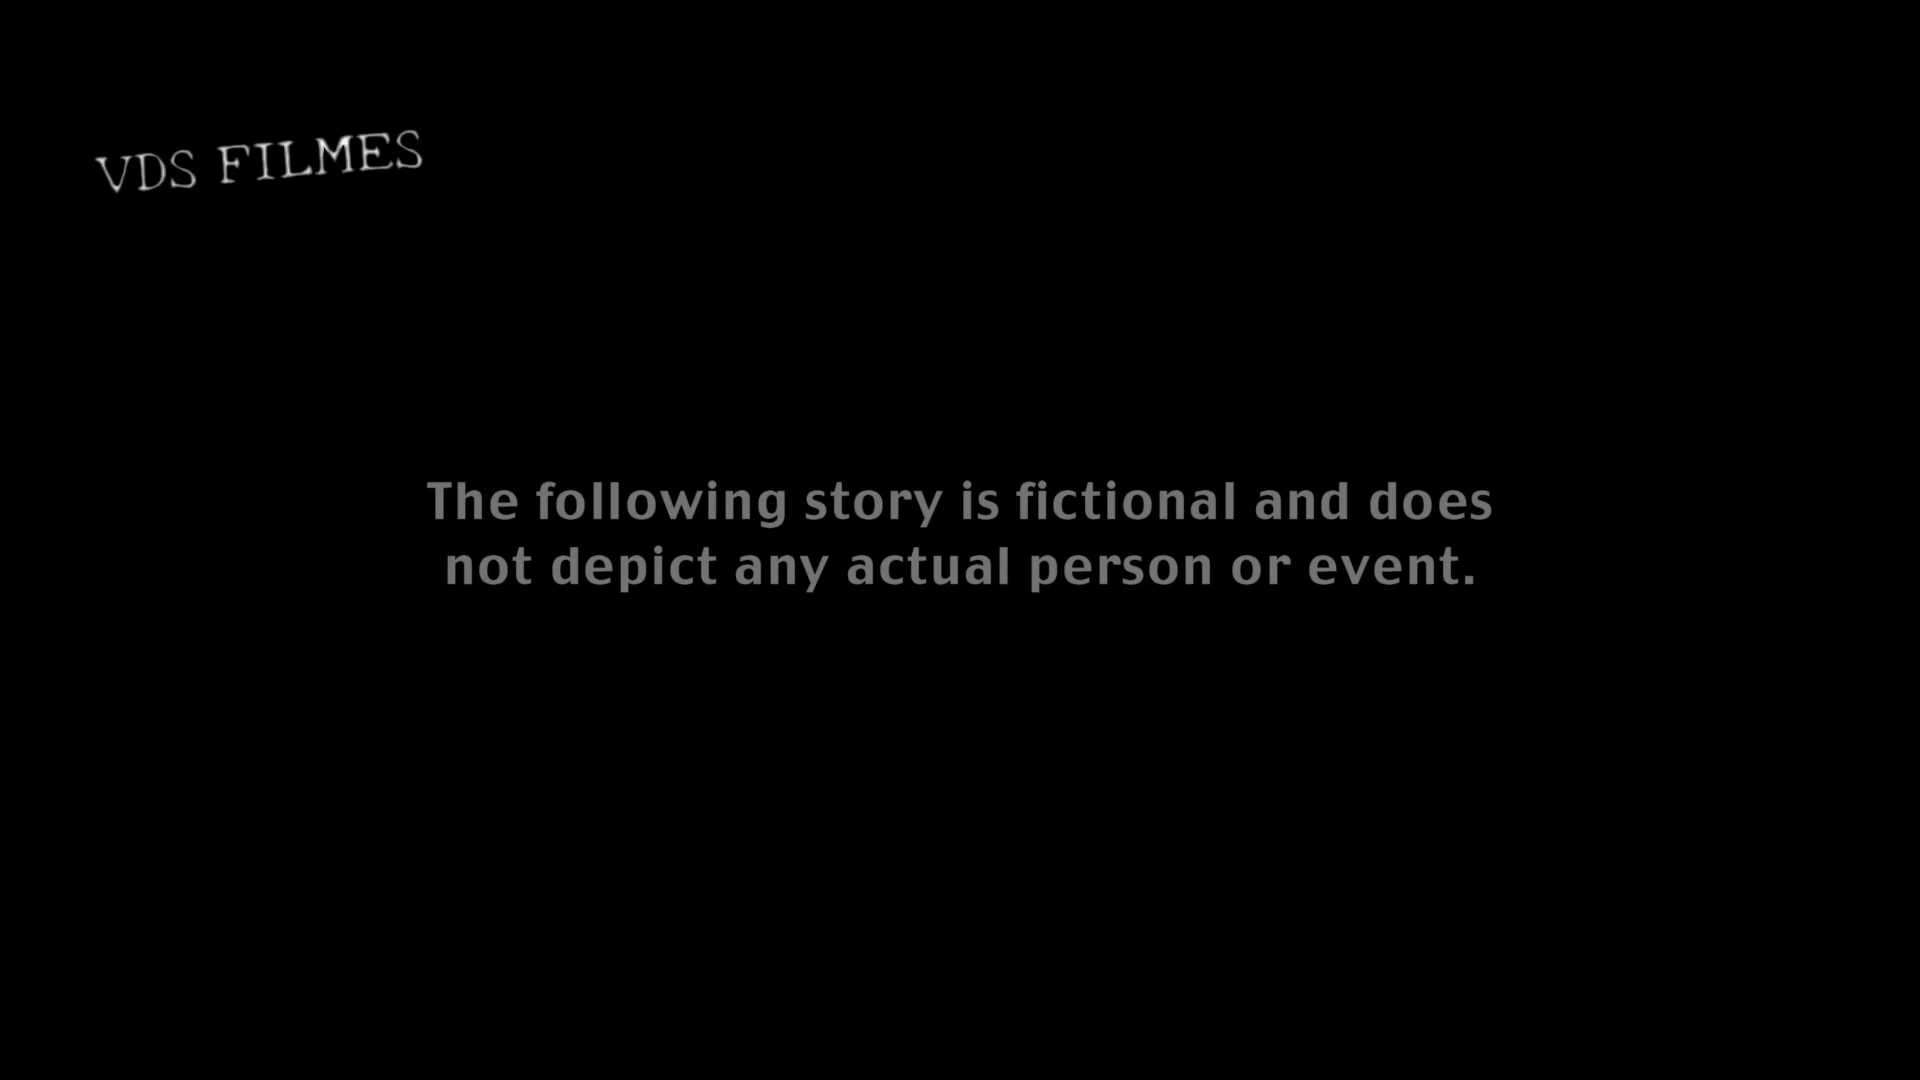 VDS FILMES
The following story is fictional and does
not depict any actual person or event.